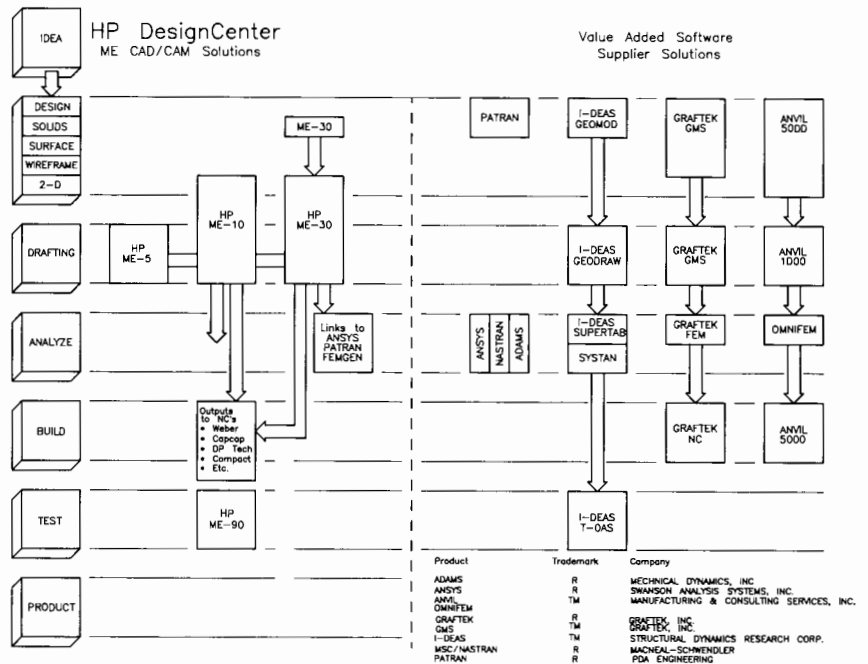 IDEA
HP DesignCenter
ME CAD/CAM Solutions
Value Added Software
Supplier Solutions
DESIGN
SOLIDS
SURFACE
WIREFRAME
2-D
ME-30
PATRAN
I-DEAS
GEOMOD
GRAFTEK
GMS
ANVIL
5000
HP
ME-10
HP
ME-30
DRAFTING
HP
ME-5
I-DEAS
GEODRAW
GRAFTEK
GMS
ANVIL
1000
ANALYZE
Links to
ANSYS
PATRAN
FEMGEN
ANSYS
NASTRAN
ADAMS
I-DEAS
SUPERTAB
SYSTAN
GRAFTEK
FEM
OMNIFEM
BUILD
Outputs
to NC's
• Weber
• Capcap
• DP Tech
• Compact
• Etc.
GRAFTEK
NC
ANVIL
5000
TEST
HP
ME-90
I-DEAS
T-DAS
PRODUCT
Product Trademark Company
ADAMS R MECHNICAL DYNAMICS, INC
ANSYS R SWANSON ANALYSIS SYSTEMS, INC.
ANVIL TM MANUFACTURING & CONSULTING SERVICES, INC.
OMNIFEM
GRAFTEK R GRAFTEK, INC.
GMS TM GRAFTEK, INC.
I-DEAS TM STRUCTURAL DYNAMICS RESEARCH CORP.
MSC/NASTRAN R MACNEAL-SCHWENDLER
PATRAN R PDA ENGINEERING